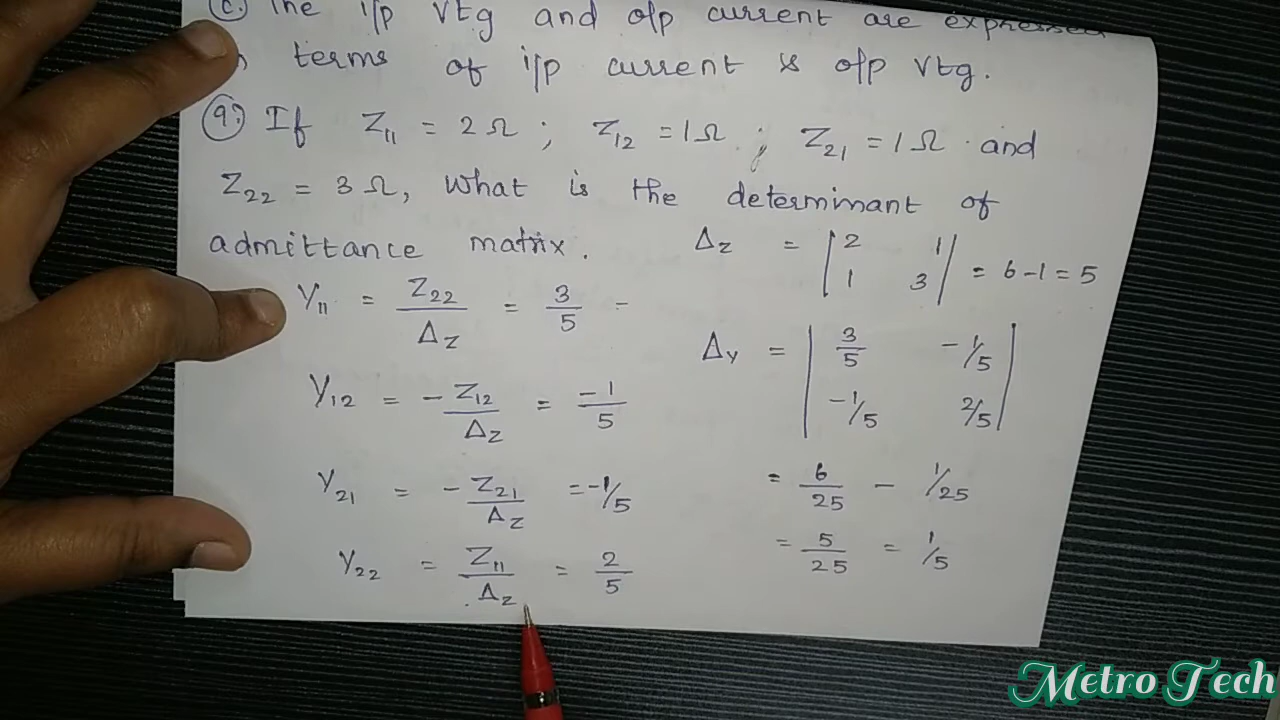 C. The i/p vtg and o/p current are expressed
terms of i/p current & o/p vtg.
9) If Z11 = 2Ω ; Z12 = 1Ω ; Z21 = 1Ω and
Z22 = 3Ω, What is the determinant of
admittance matrix.
ΔZ = |2 1| = 6-1 = 5
|1 3|
Y11 = Z22/ΔZ = 3/5
ΔY = |3/5 -1/5|
|-1/5 2/5|
Y12 = -Z12/ΔZ = -1/5
Y21 = -Z21/ΔZ = -1/5
= 6/25 - 1/25
Y22 = Z11/ΔZ = 2/5
= 5/25 = 1/5
Metro Tech